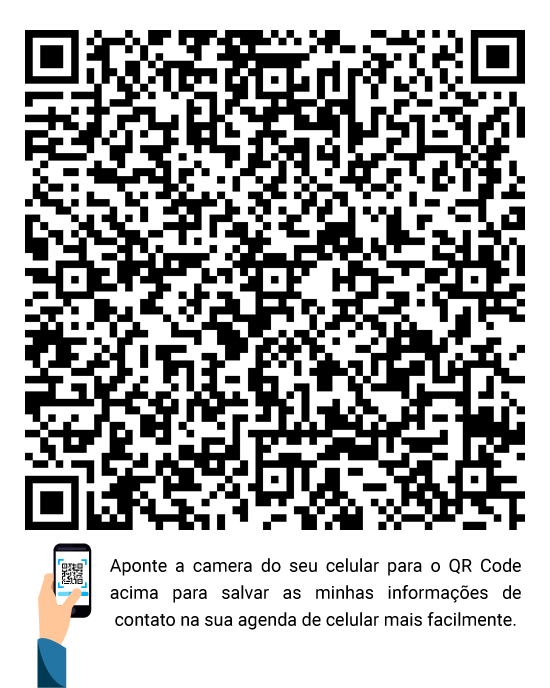 Aponte a camera do seu celular para o QR Code
acima para salvar as minhas informações de
contato na sua agenda de celular mais facilmente.